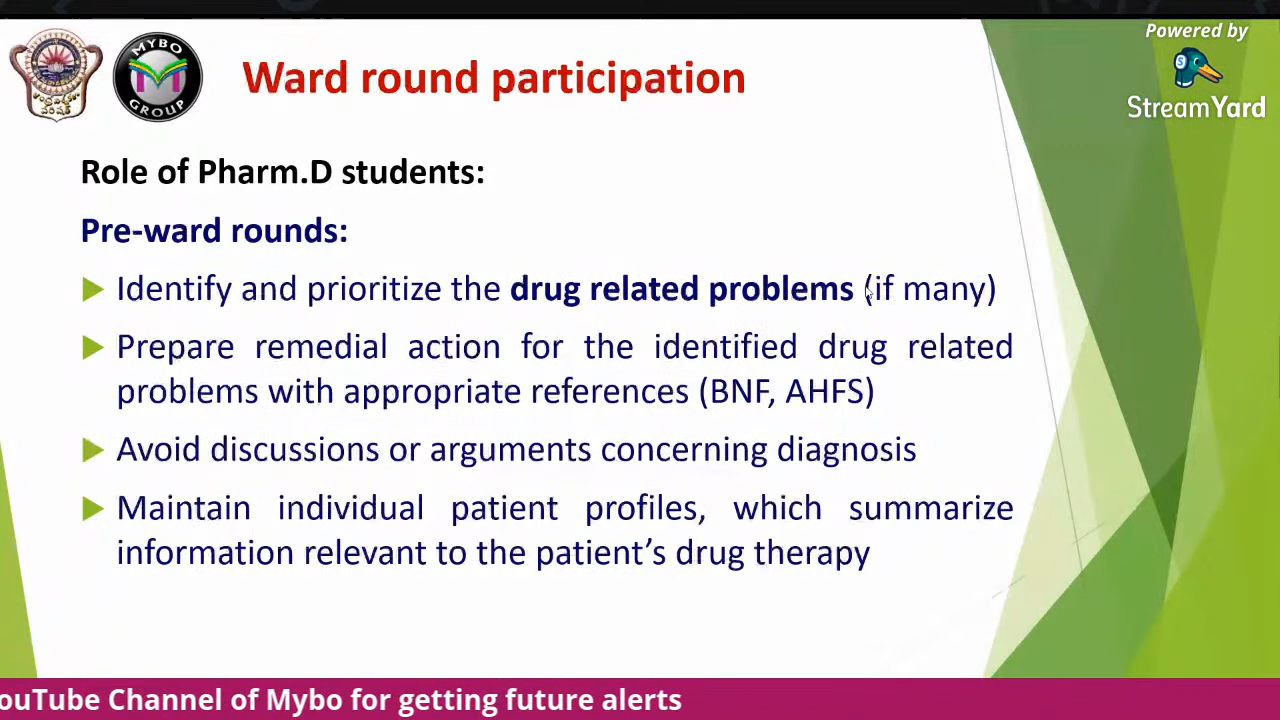 Powered by
StreamYard
MYBO
GROUP
Ward round participation
Role of Pharm.D students:
Pre-ward rounds:
Identify and prioritize the drug related problems (if many)
Prepare remedial action for the identified drug related
problems with appropriate references (BNF, AHFS)
Avoid discussions or arguments concerning diagnosis
Maintain individual patient profiles, which summarize
information relevant to the patient’s drug therapy
ouTube Channel of Mybo for getting future alerts